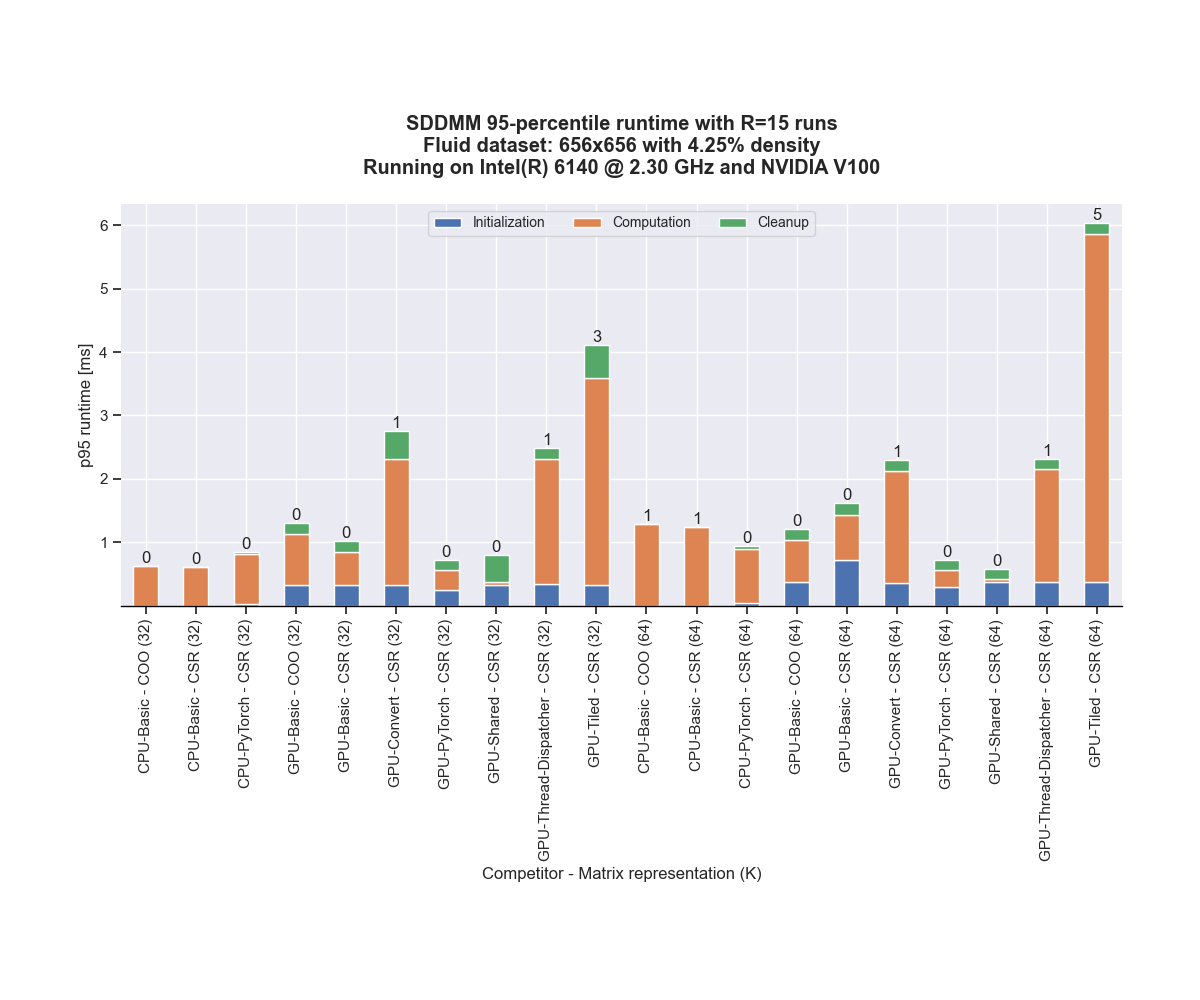 SDDMM 95-percentile runtime with R=15 runs
Fluid dataset: 656x656 with 4.25% density
Running on Intel(R) 6140 @ 2.30 GHz and NVIDIA V100
Initialization Computation Cleanup
p95 runtime [ms]
6
5
4
3
2
1
0 0 0 0 0 1 0 0 1 3 1 1 0 0 0 1 0 0 1 5
CPU-Basic - COO (32)
CPU-Basic - CSR (32)
CPU-PyTorch - CSR (32)
GPU-Basic - COO (32)
GPU-Basic - CSR (32)
GPU-Convert - CSR (32)
GPU-PyTorch - CSR (32)
GPU-Shared - CSR (32)
GPU-Thread-Dispatcher - CSR (32)
GPU-Tiled - CSR (32)
CPU-Basic - COO (64)
CPU-Basic - CSR (64)
CPU-PyTorch - CSR (64)
GPU-Basic - COO (64)
GPU-Basic - CSR (64)
GPU-Convert - CSR (64)
GPU-PyTorch - CSR (64)
GPU-Shared - CSR (64)
GPU-Thread-Dispatcher - CSR (64)
GPU-Tiled - CSR (64)
Competitor - Matrix representation (K)